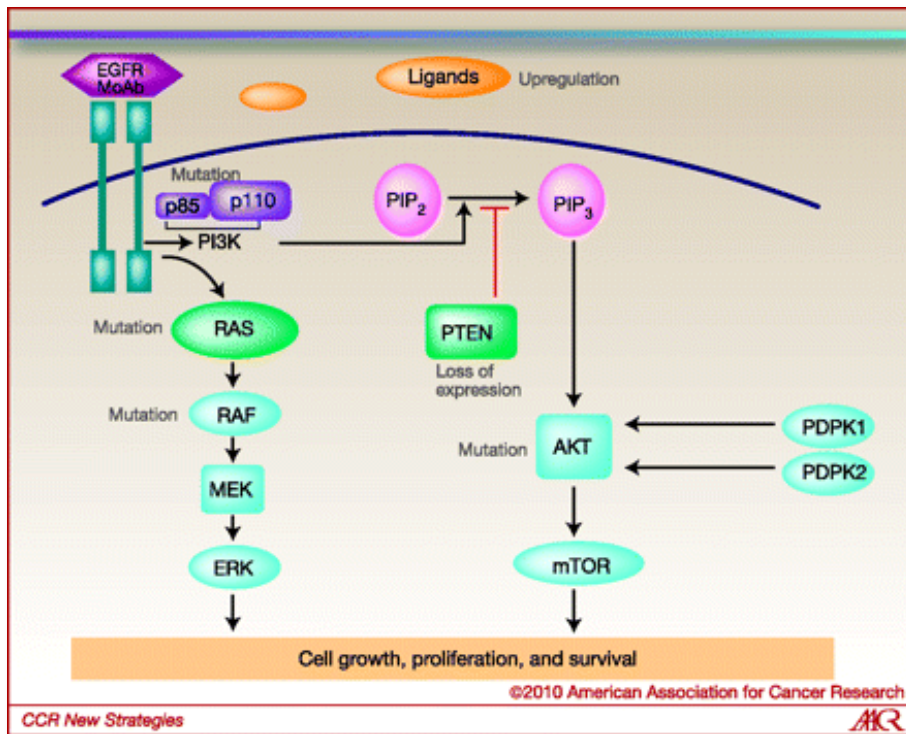 EGFR
MoAb
Ligands
Upregulation
Mutation
p85
p110
PI3K
PIP2
PIP3
Mutation
RAS
PTEN
Loss of
expression
Mutation
RAF
Mutation
AKT
PDPK1
PDPK2
MEK
ERK
mTOR
Cell growth, proliferation, and survival
©2010 American Association for Cancer Research
CCR New Strategies
AACR